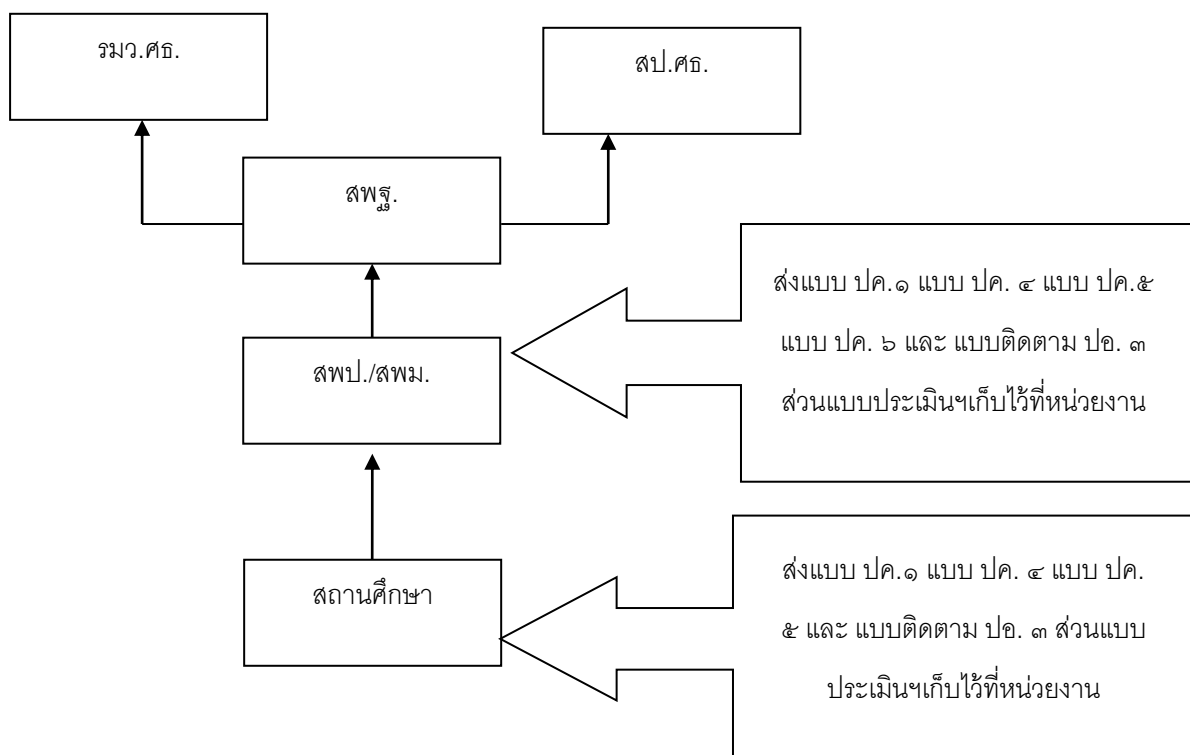 รมว.ศธ.
สป.ศธ.
สพฐ.
ส่งแบบ ปค.๑ แบบ ปค. ๔ แบบ ปค.๕
แบบ ปค. ๖ และ แบบติดตาม ปอ. ๓
ส่วนแบบประเมินฯเก็บไว้ที่หน่วยงาน
สพป./สพม.
ส่งแบบ ปค.๑ แบบ ปค. ๔ แบบ ปค.
๕ และ แบบติดตาม ปอ. ๓ ส่วนแบบ
ประเมินฯเก็บไว้ที่หน่วยงาน
สถานศึกษา